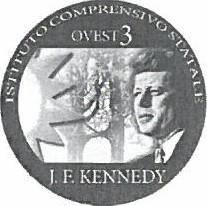 ISTITUTO COMPRENSIVO STATALE
OVEST 3
J. F. KENNEDY